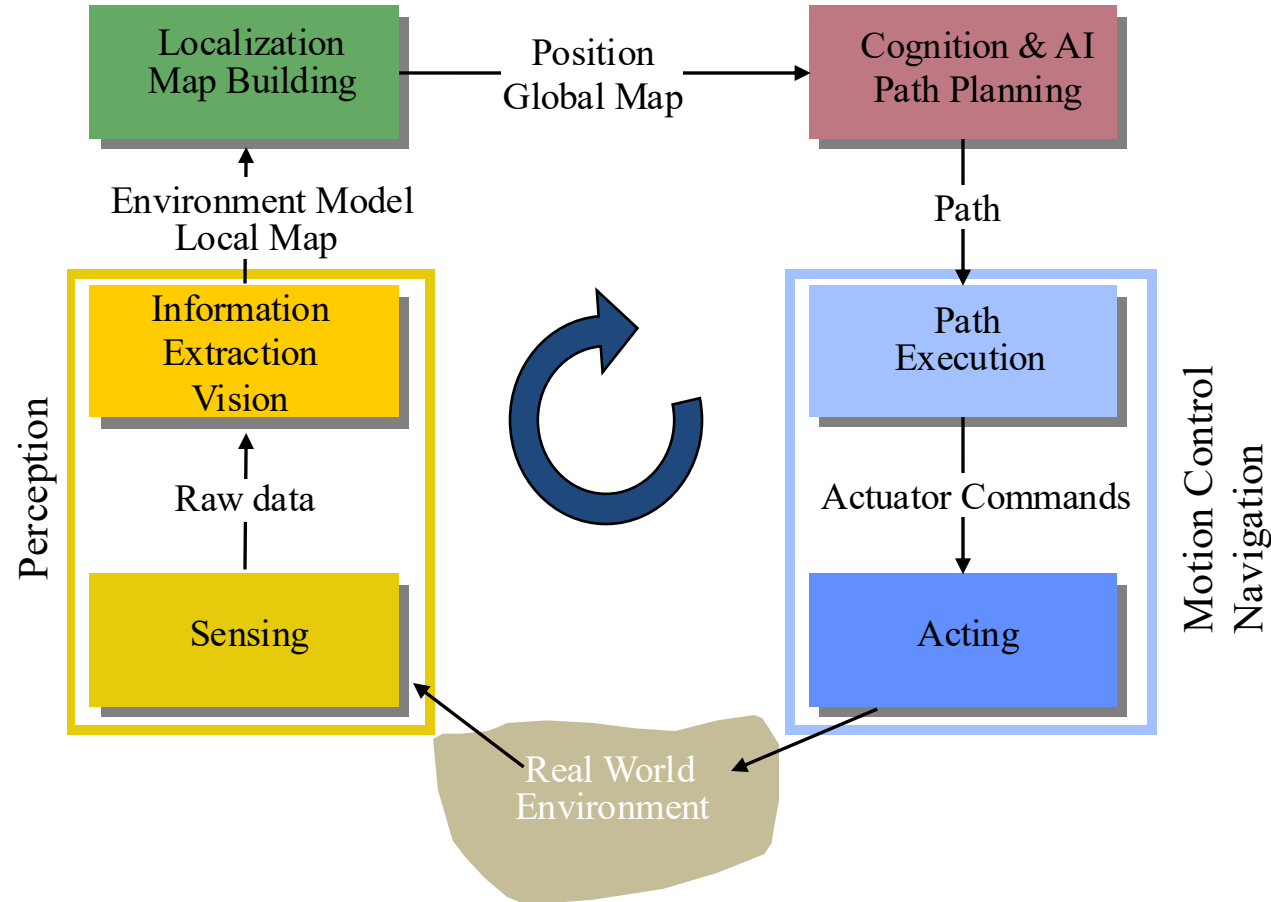 Localization
Map Building
Position
Global Map
Cognition & AI
Path Planning
Environment Model
Local Map
Path
Information
Extraction
Vision
Path
Execution
Perception
Raw data
Actuator Commands
Motion Control
Navigation
Sensing
Acting
Real World
Environment